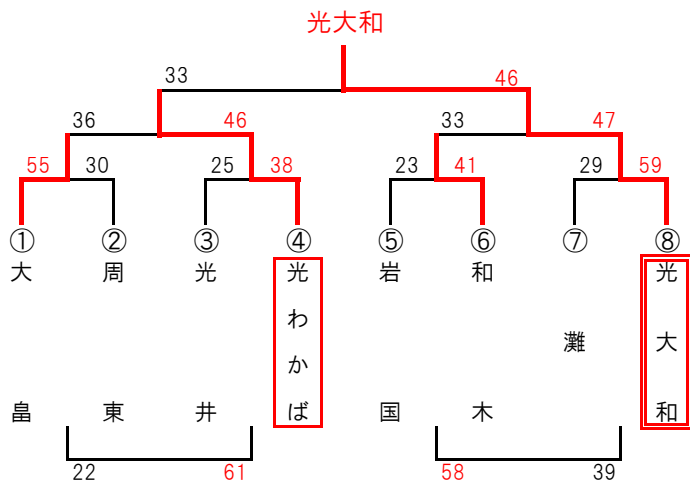 光大和
33 46
36 46 33 47
55 30 25 38 23 41 29 59
① ② ③ ④ ⑤ ⑥ ⑦ ⑧
大畠
周東
光井
光わかば
岩国
和木
灘
光大和
22 61 58 39